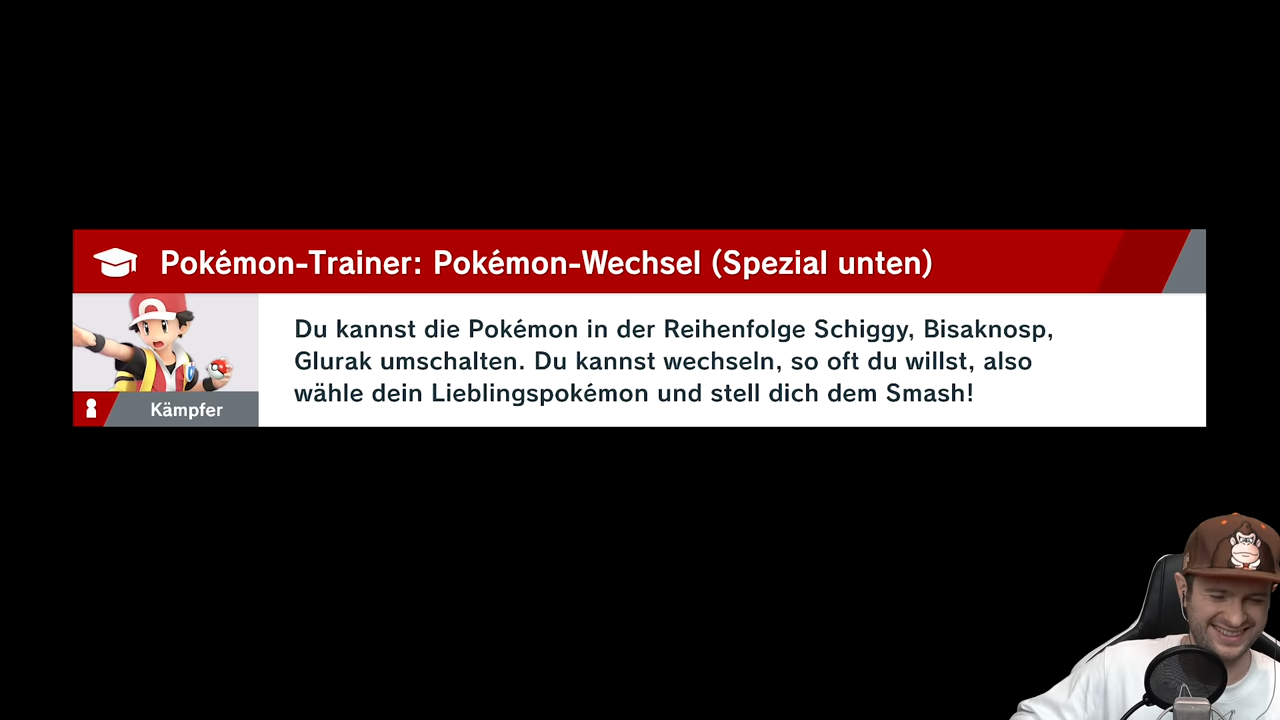 Pokémon-Trainer: Pokémon-Wechsel (Spezial unten)
Du kannst die Pokémon in der Reihenfolge Schiggy, Bisaknosp,
Glurak umschalten. Du kannst wechseln, so oft du willst, also
wähle dein Lieblingspokémon und stell dich dem Smash!
Kämpfer